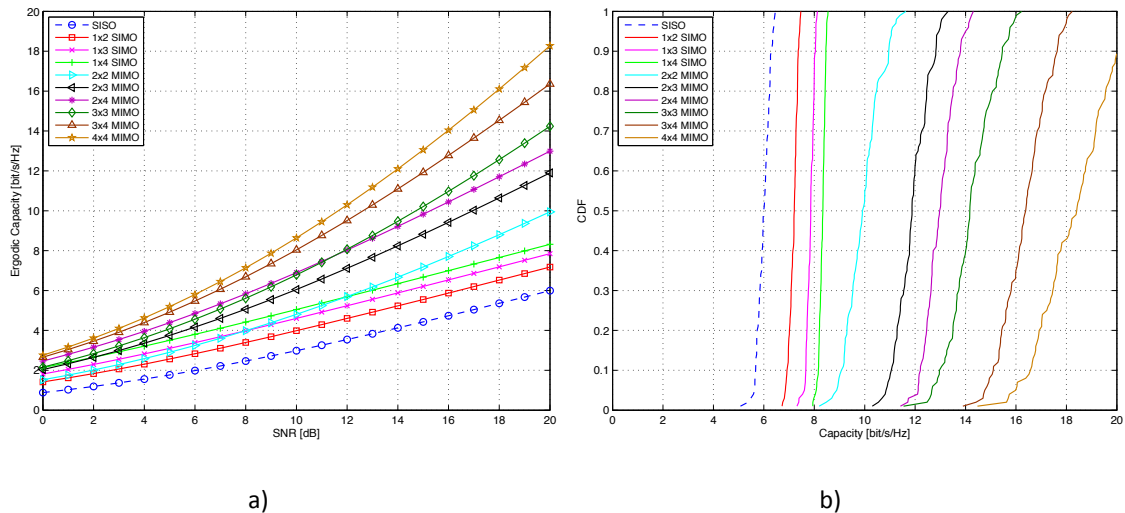 20
18
16
14
12
10
8
6
4
2
0
Ergodic Capacity [bit/s/Hz]
0 2 4 6 8 10 12 14 16 18 20
SNR [dB]
SISO
1x2 SIMO
1x3 SIMO
1x4 SIMO
2x2 MIMO
2x3 MIMO
2x4 MIMO
3x3 MIMO
3x4 MIMO
4x4 MIMO
a)
1
0.9
0.8
0.7
0.6
0.5
0.4
0.3
0.2
0.1
0
CDF
0 2 4 6 8 10 12 14 16 18 20
Capacity [bit/s/Hz]
SISO
1x2 SIMO
1x3 SIMO
1x4 SIMO
2x2 MIMO
2x3 MIMO
2x4 MIMO
3x3 MIMO
3x4 MIMO
4x4 MIMO
b)